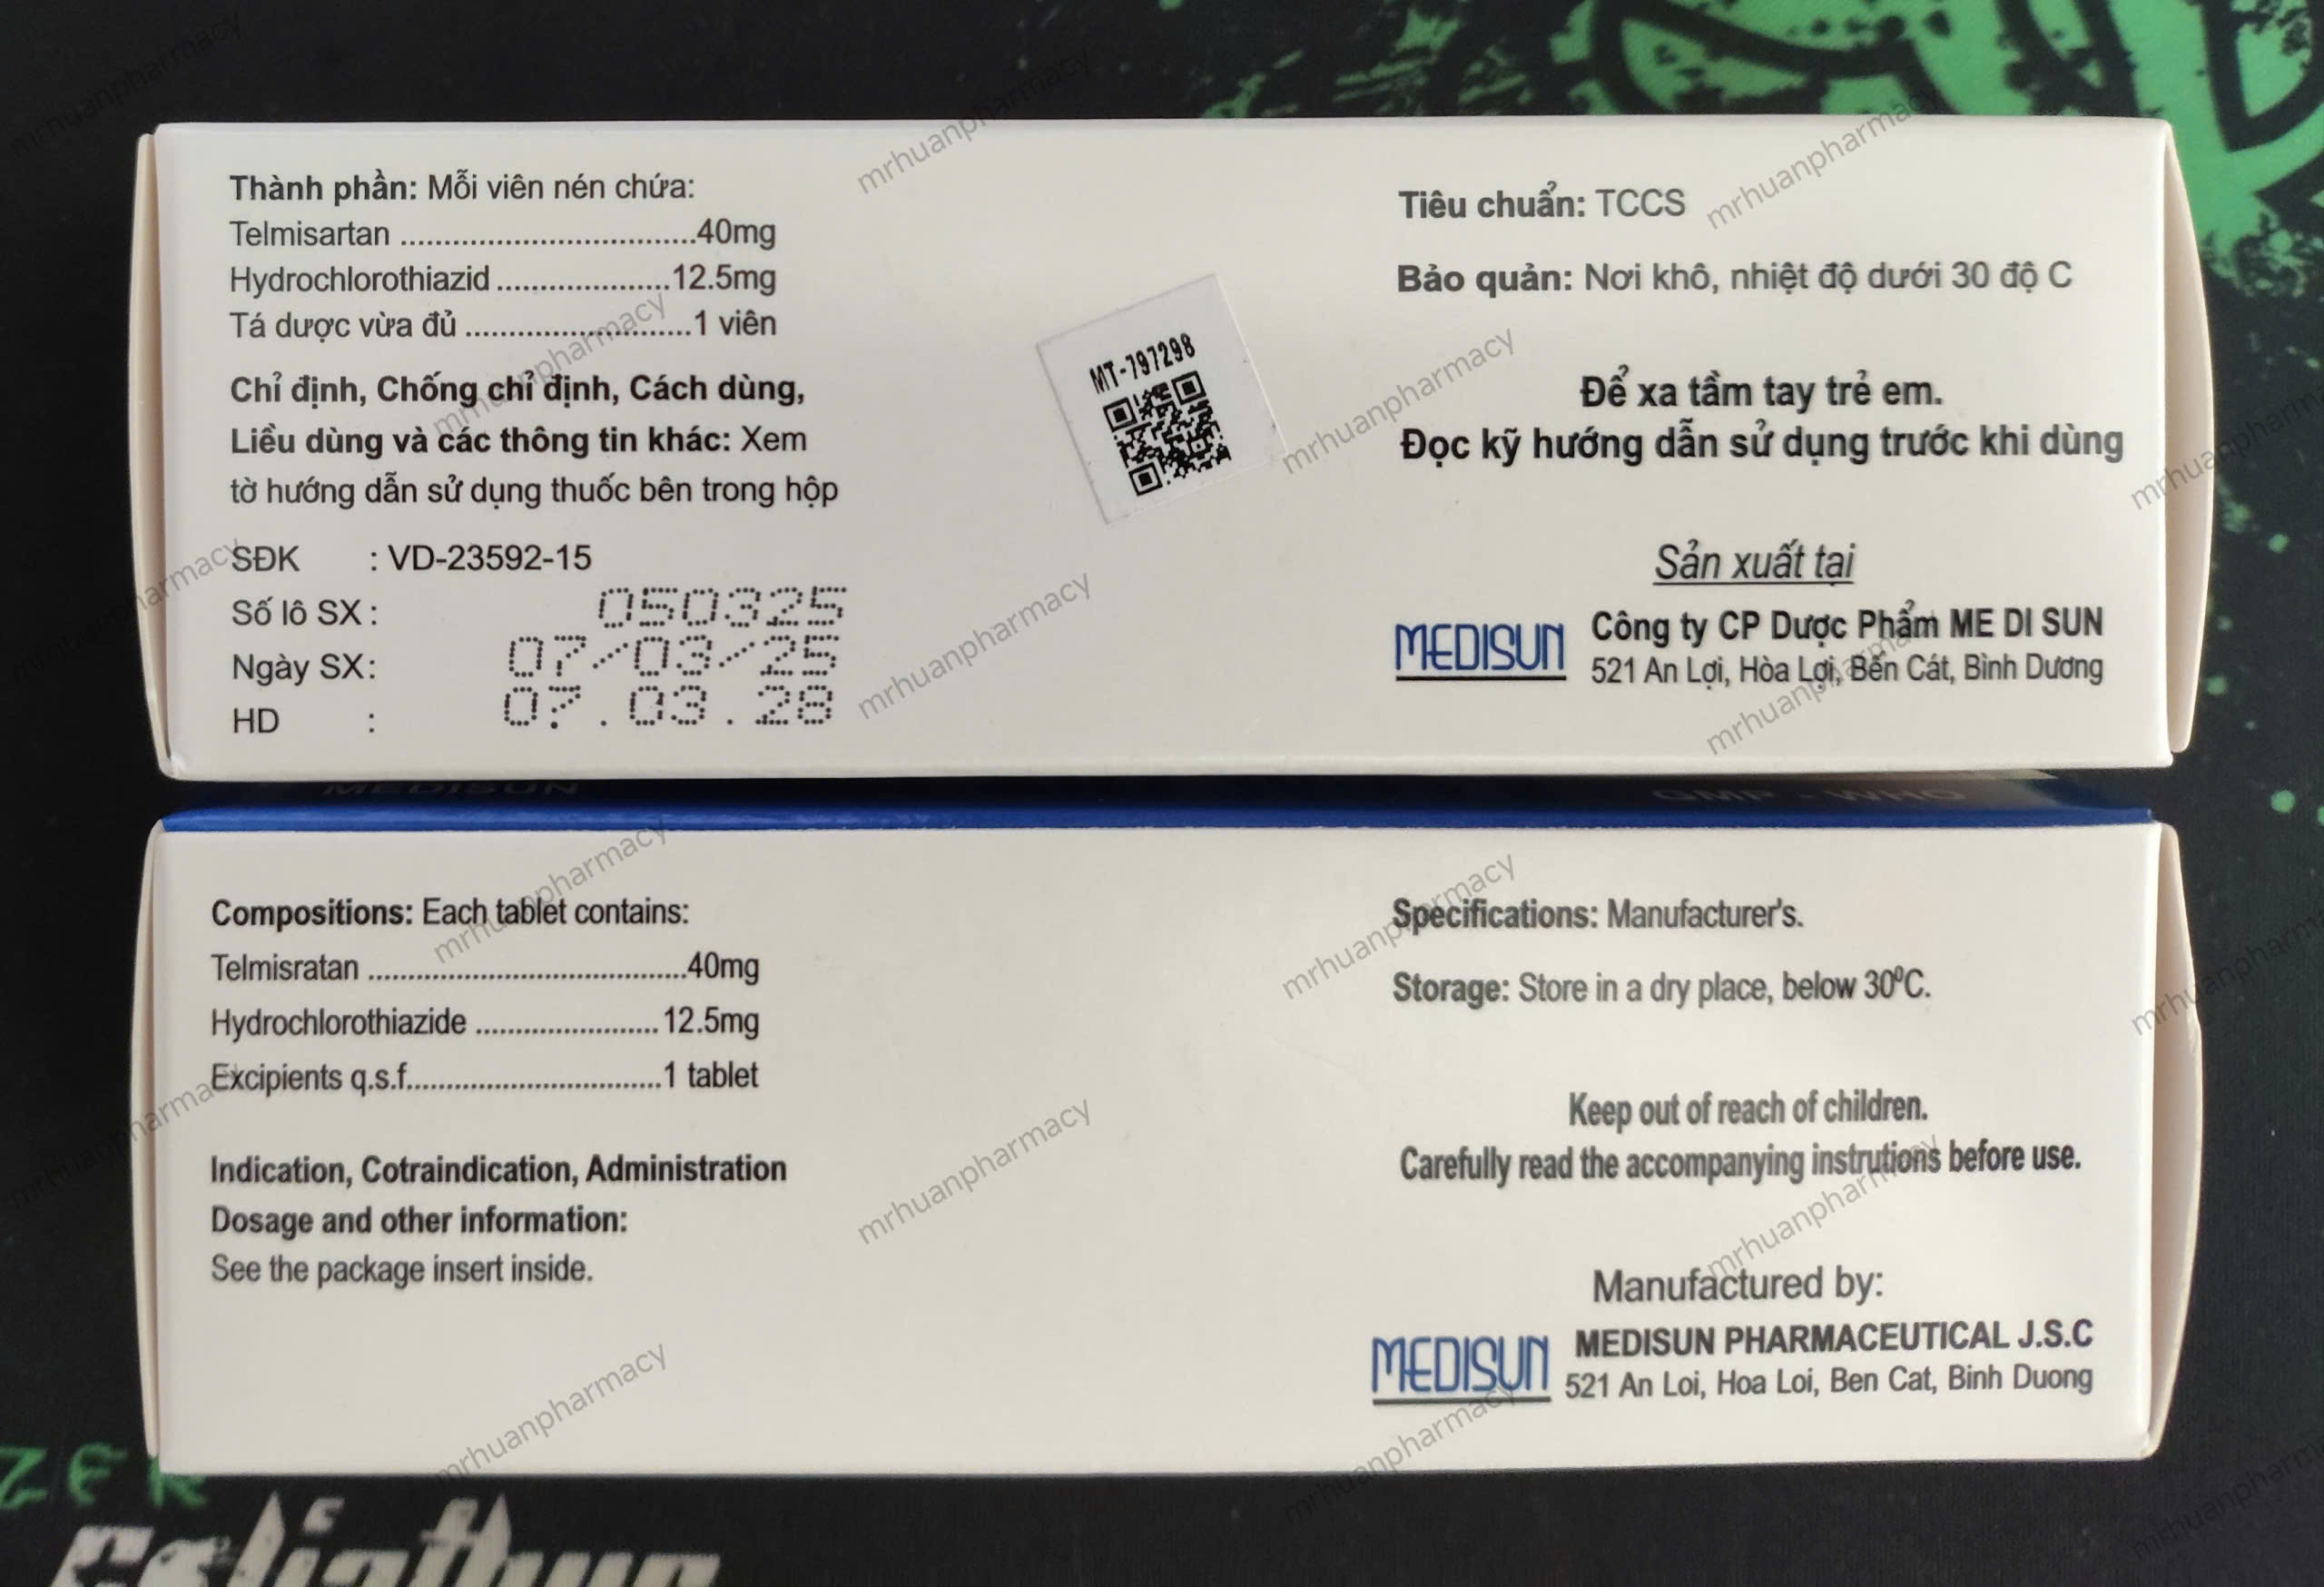 Thành phần: Mỗi viên nén chứa:
Telmisartan ..................................40mg
Hydrochlorothiazid ....................12.5mg
Tá dược vừa đủ ..........................1 viên
Chỉ định, Chống chỉ định, Cách dùng,
Liều dùng và các thông tin khác: Xem
tờ hướng dẫn sử dụng thuốc bên trong hộp
SĐK : VD-23592-15
Số lô SX : 050325
Ngày SX: 07/03/25
HD : 07.03.28
MT-797298
Tiêu chuẩn: TCCS
Bảo quản: Nơi khô, nhiệt độ dưới 30 độ C
Để xa tầm tay trẻ em.
Đọc kỹ hướng dẫn sử dụng trước khi dùng
Sản xuất tại
MEDISUN
Công ty CP Dược Phẩm ME DI SUN
521 An Lợi, Hòa Lợi, Bến Cát, Bình Dương
MEDISUN
GMP - WHO
Compositions: Each tablet contains:
Telmisratan .....................................40mg
Hydrochlorothiazide ..................... 12.5mg
Excipients q.s.f.............................1 tablet
Indication, Cotraindication, Administration
Dosage and other information:
See the package insert inside.
Specifications: Manufacturer's.
Storage: Store in a dry place, below 30⁰C.
Keep out of reach of children.
Carefully read the accompanying instrutions before use.
Manufactured by:
MEDISUN
MEDISUN PHARMACEUTICAL J.S.C
521 An Loi, Hoa Loi, Ben Cat, Binh Duong
mrhuanpharmacy